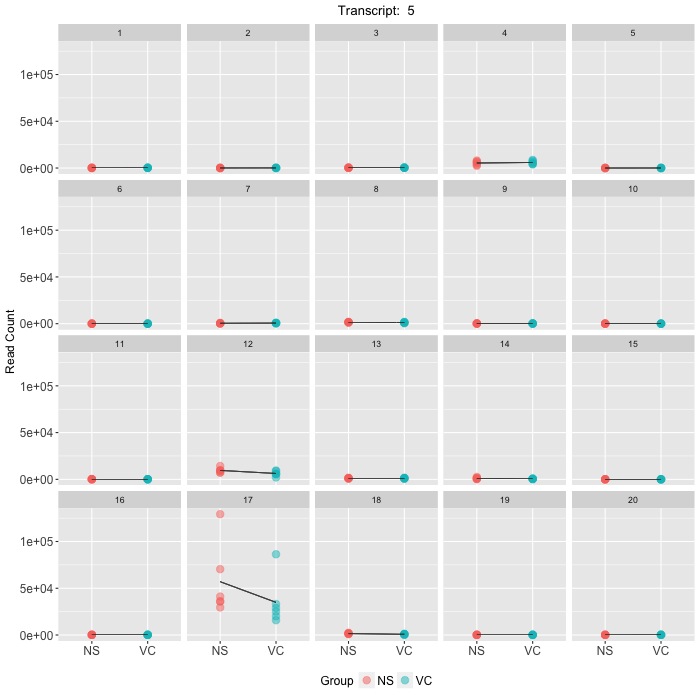 Transcript: 5
1 2 3 4 5
1e+05
5e+04
0e+00
6 7 8 9 10
1e+05
5e+04
0e+00
Read Count
11 12 13 14 15
1e+05
5e+04
0e+00
16 17 18 19 20
1e+05
5e+04
0e+00
NS VC NS VC NS VC NS VC NS VC
Group NS VC